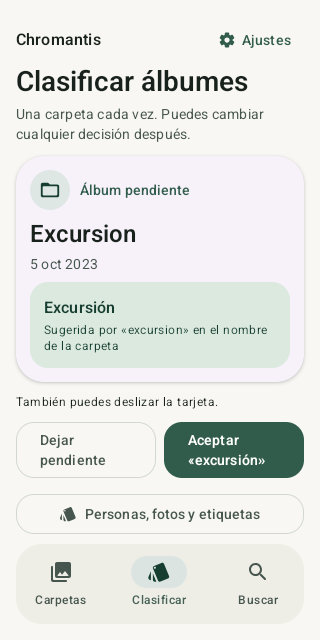 Chromantis
Ajustes
Clasificar álbumes
Una carpeta cada vez. Puedes cambiar
cualquier decisión después.
Álbum pendiente
Excursion
5 oct 2023
Excursión
Sugerida por «excursion» en el nombre
de la carpeta
También puedes deslizar la tarjeta.
Dejar
pendiente
Aceptar
«excursión»
Personas, fotos y etiquetas
Carpetas
Clasificar
Buscar